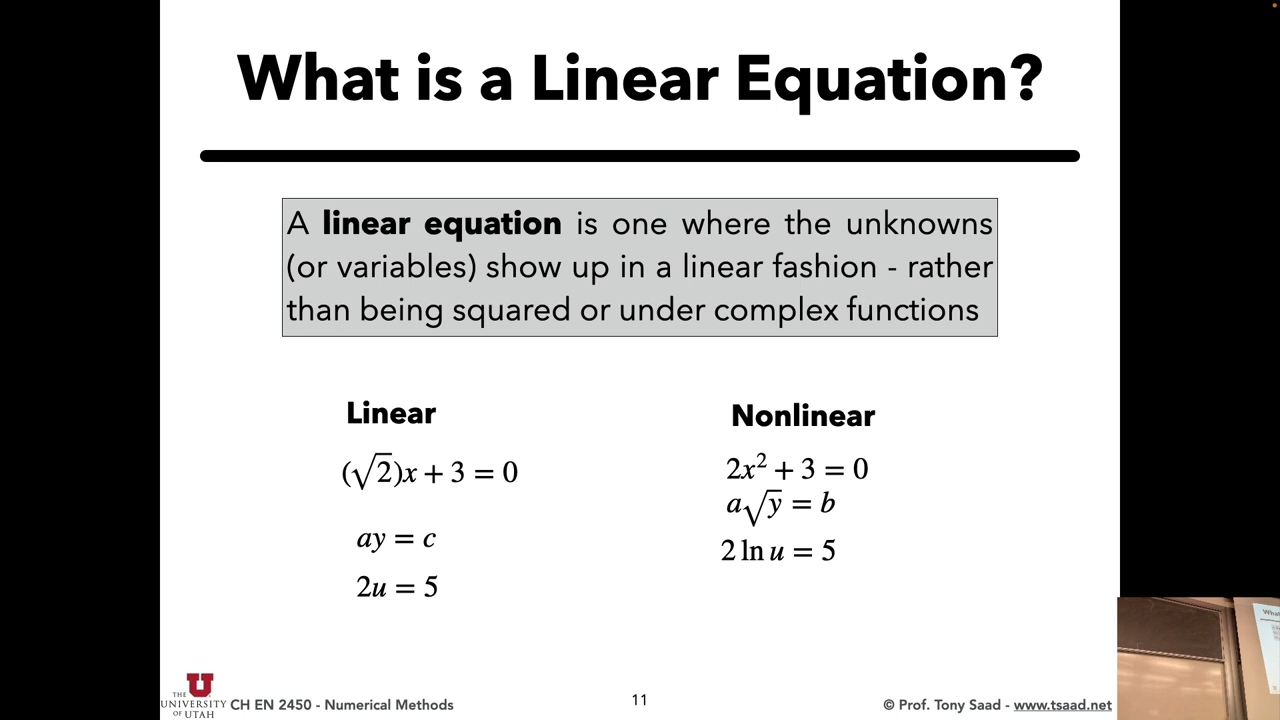 What is a Linear Equation?
A linear equation is one where the unknowns
(or variables) show up in a linear fashion - rather
than being squared or under complex functions
Linear
(√2)x + 3 = 0
ay = c
2u = 5
Nonlinear
2x² + 3 = 0
a√y = b
2 ln u = 5
THE
UNIVERSITY
OF UTAH
CH EN 2450 - Numerical Methods
11
© Prof. Tony Saad - www.tsaad.net